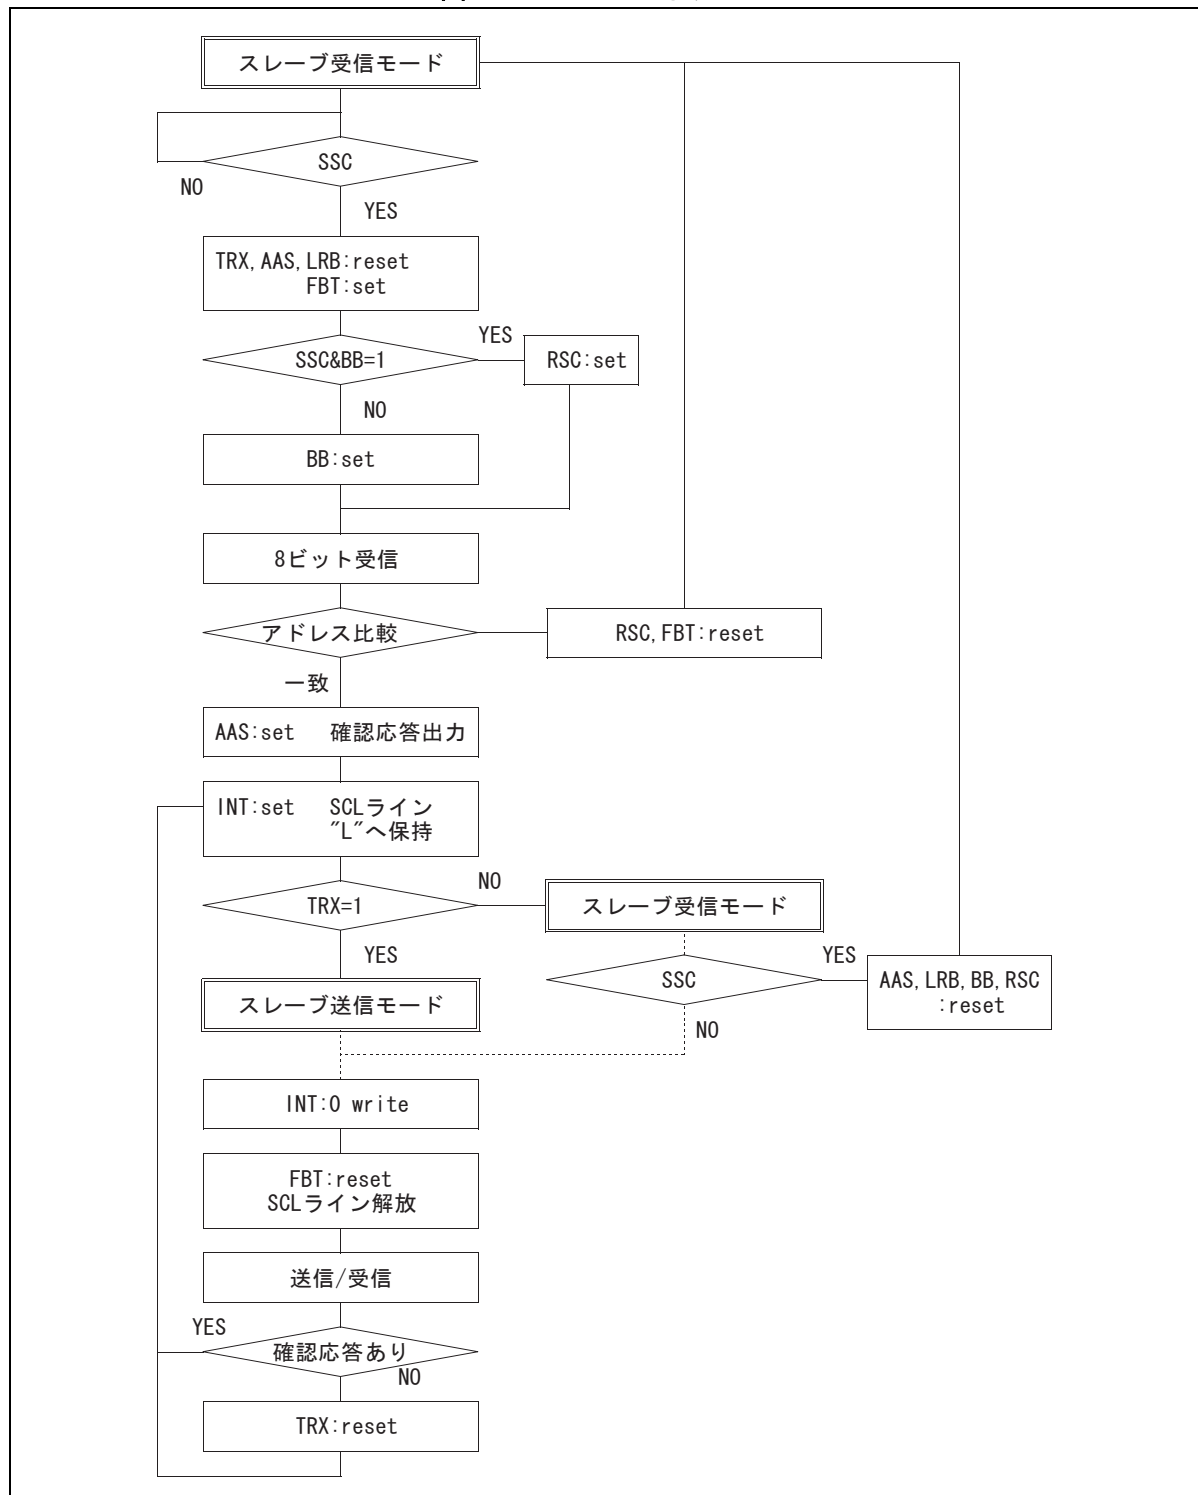 スレーブ受信モード
SSC
NO
YES
TRX,AAS,LRB:reset
FBT:set
YES
SSC&BB=1
RSC:set
NO
BB:set
8ビット受信
アドレス比較
RSC,FBT:reset
一致
AAS:set 確認応答出力
INT:set SCLライン
"L"へ保持
NO
TRX=1
スレーブ受信モード
YES
YES
SSC
AAS,LRB,BB,RSC
:reset
スレーブ送信モード
NO
INT:0 write
FBT:reset
SCLライン解放
送信/受信
YES
確認応答あり
NO
TRX:reset